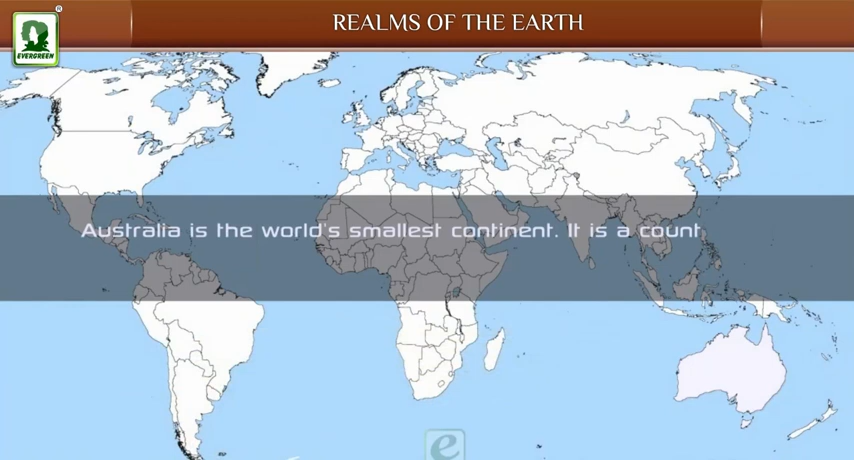 REALMS OF THE EARTH
®
EVERGREEN
Australia is the world's smallest continent. It is a count
e